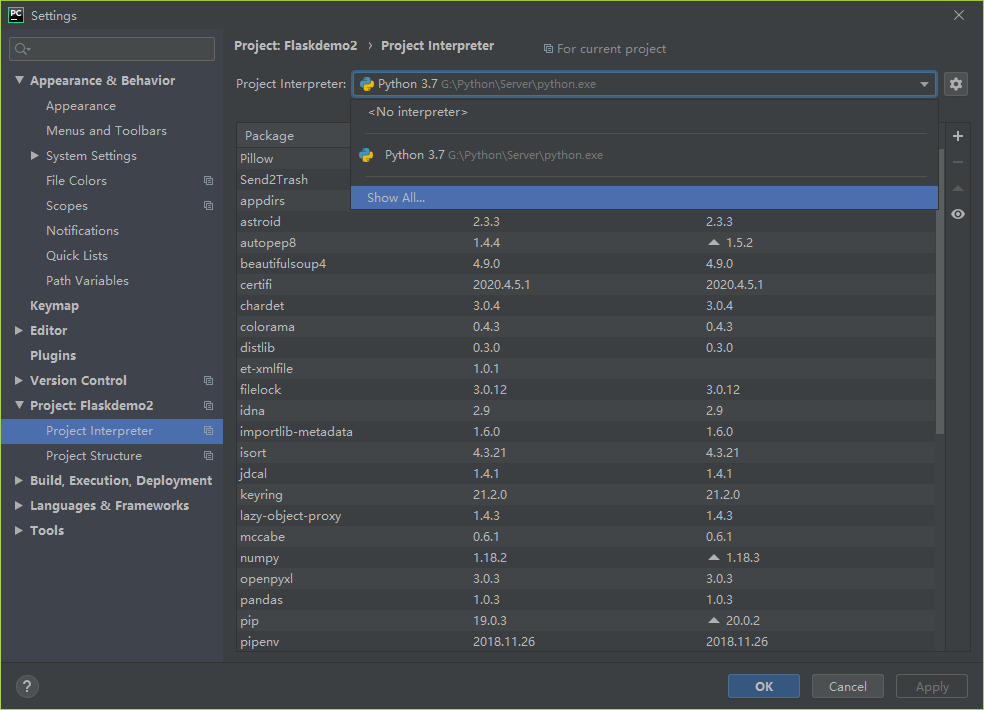 PC Settings
Project: Flaskdemo2 › Project Interpreter For current project
Project Interpreter: Python 3.7 G:\Python\Server\python.exe
<No interpreter>
Python 3.7 G:\Python\Server\python.exe
Show All...
Appearance & Behavior
Appearance
Menus and Toolbars
System Settings
File Colors
Scopes
Notifications
Quick Lists
Path Variables
Keymap
Editor
Plugins
Version Control
Project: Flaskdemo2
Project Interpreter
Project Structure
Build, Execution, Deployment
Languages & Frameworks
Tools
Package
Pillow
Send2Trash
appdirs
astroid 2.3.3 2.3.3
autopep8 1.4.4 1.5.2
beautifulsoup4 4.9.0 4.9.0
certifi 2020.4.5.1 2020.4.5.1
chardet 3.0.4 3.0.4
colorama 0.4.3 0.4.3
distlib 0.3.0 0.3.0
et-xmlfile 1.0.1
filelock 3.0.12 3.0.12
idna 2.9 2.9
importlib-metadata 1.6.0 1.6.0
isort 4.3.21 4.3.21
jdcal 1.4.1 1.4.1
keyring 21.2.0 21.2.0
lazy-object-proxy 1.4.3 1.4.3
mccabe 0.6.1 0.6.1
numpy 1.18.2 1.18.3
openpyxl 3.0.3 3.0.3
pandas 1.0.3 1.0.3
pip 19.0.3 20.0.2
pipenv 2018.11.26 2018.11.26
? OK Cancel Apply